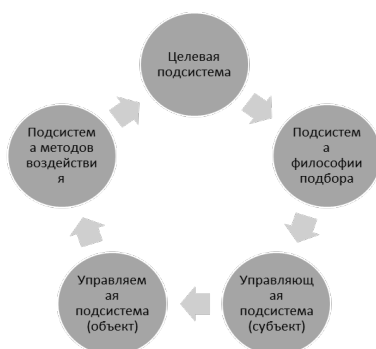 Целевая
подсистема
Подсистем
а
философии
подбора
Управляющ
ая
подсистема
(субъект)
Управляем
ая
подсистема
(объект)
Подсистем
а методов
воздействи
я